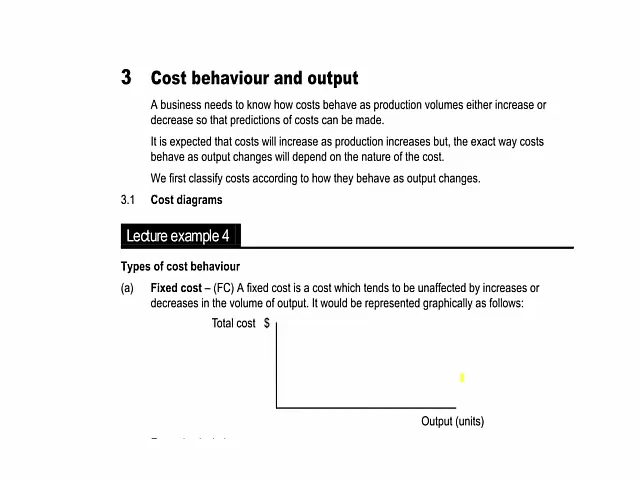 3 Cost behaviour and output
A business needs to know how costs behave as production volumes either increase or
decrease so that predictions of costs can be made.
It is expected that costs will increase as production increases but, the exact way costs
behave as output changes will depend on the nature of the cost.
We first classify costs according to how they behave as output changes.
3.1 Cost diagrams
Lecture example 4
Types of cost behaviour
(a) Fixed cost – (FC) A fixed cost is a cost which tends to be unaffected by increases or
decreases in the volume of output. It would be represented graphically as follows:
Total cost $
Output (units)